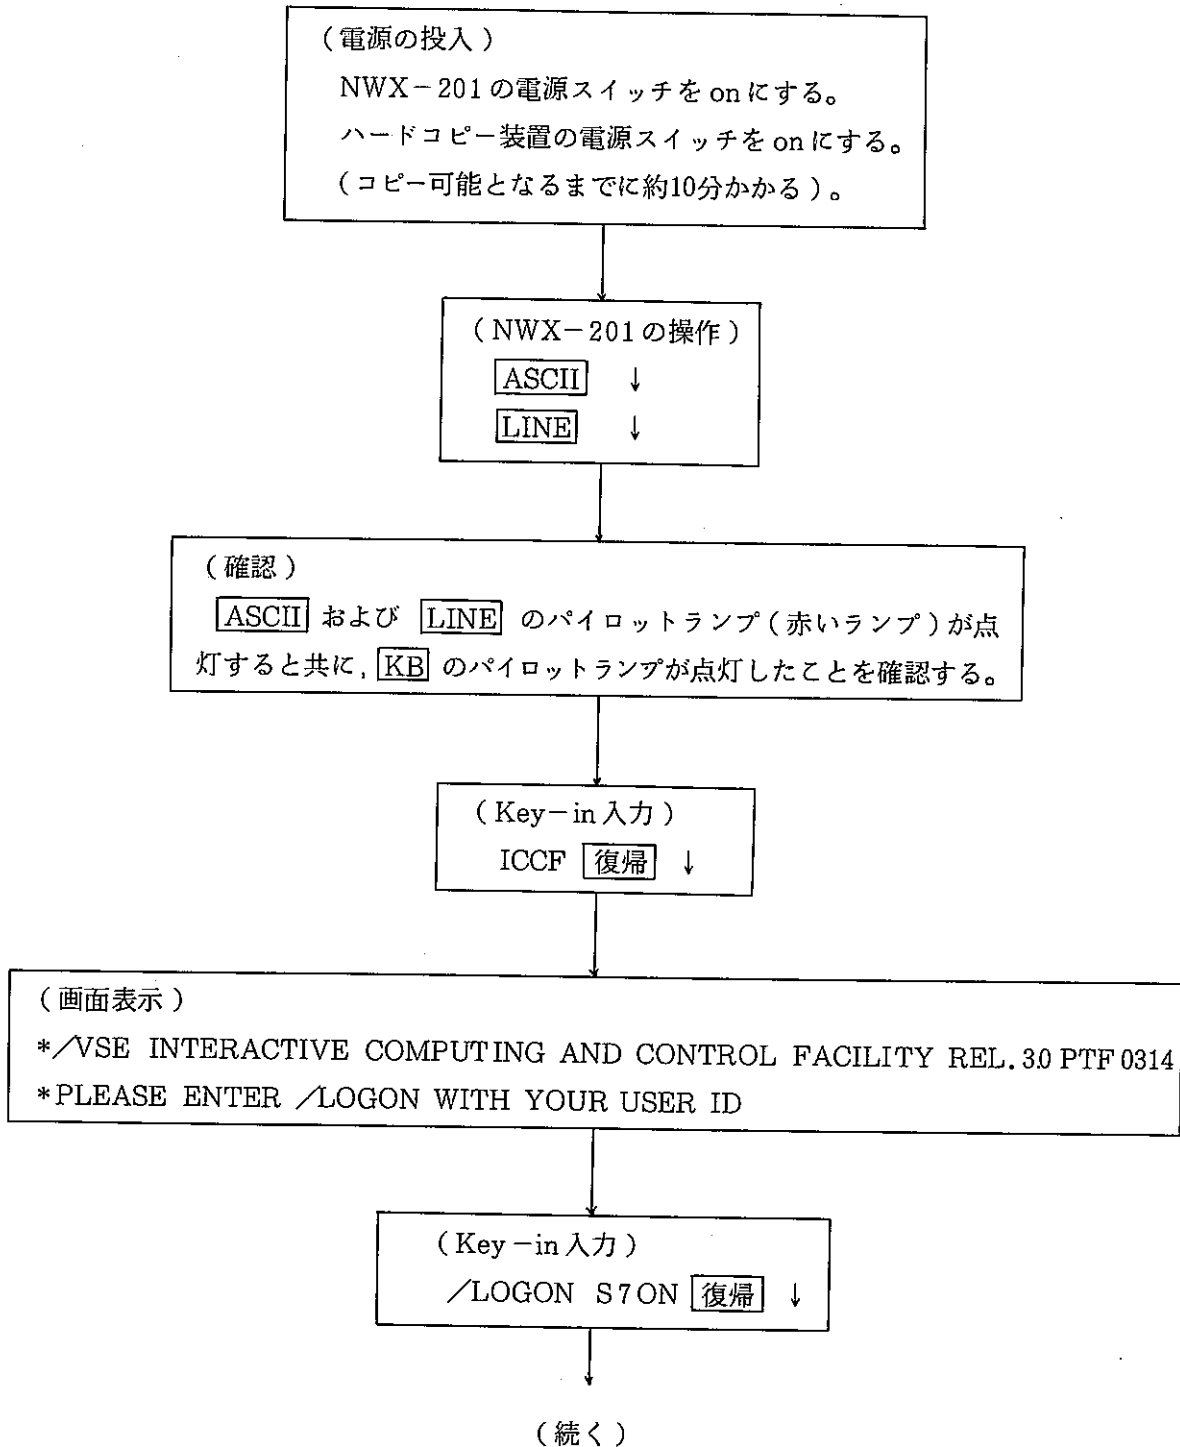 (電源の投入)
NWX-201の電源スイッチをonにする。
ハードコピー装置の電源スイッチをonにする。
(コピー可能となるまでに約10分かかる)。
(NWX-201の操作)
ASCII ↓
LINE ↓
(確認)
ASCII および LINE のパイロットランプ(赤いランプ)が点
灯すると共に, KB のパイロットランプが点灯したことを確認する。
(Key-in入力)
ICCF 復帰 ↓
(画面表示)
*/VSE INTERACTIVE COMPUTING AND CONTROL FACILITY REL.3.0 PTF 0314
*PLEASE ENTER /LOGON WITH YOUR USER ID
(Key-in入力)
/LOGON S7ON 復帰 ↓
(続く)